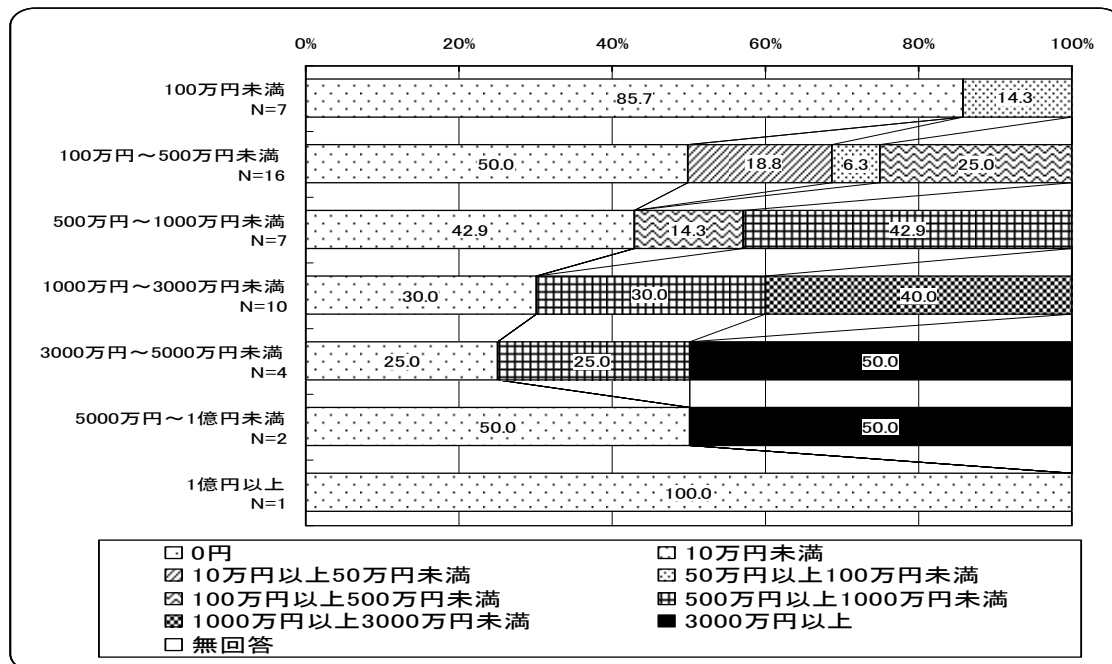 0% 20% 40% 60% 80% 100%
100万円未満
N=7
85.7 14.3
100万円～500万円未満
N=16
50.0 18.8 6.3 25.0
500万円～1000万円未満
N=7
42.9 14.3 42.9
1000万円～3000万円未満
N=10
30.0 30.0 40.0
3000万円～5000万円未満
N=4
25.0 25.0 50.0
5000万円～1億円未満
N=2
50.0 50.0
1億円以上
N=1
100.0
0円 10万円未満
10万円以上50万円未満 50万円以上100万円未満
100万円以上500万円未満 500万円以上1000万円未満
1000万円以上3000万円未満 3000万円以上
無回答